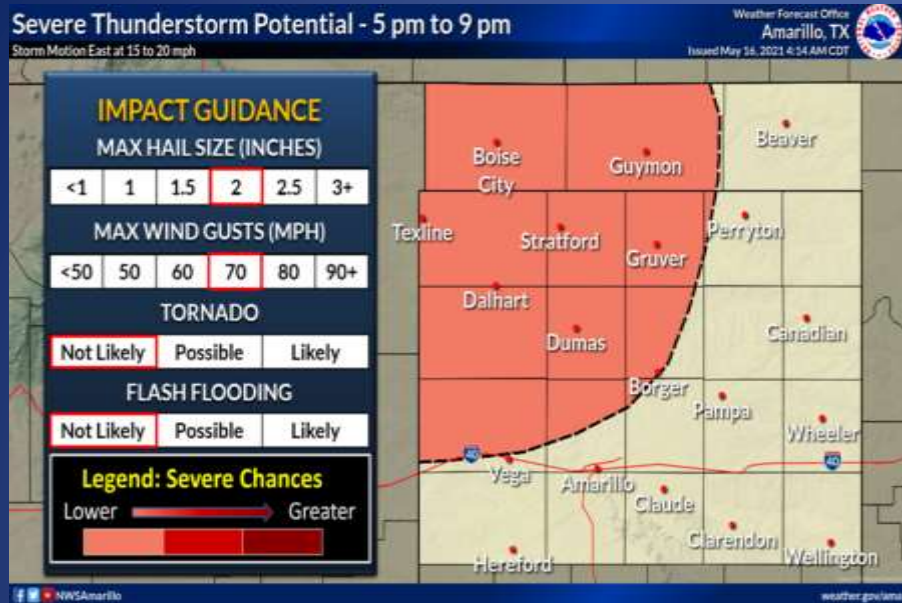 Severe Thunderstorm Potential - 5 pm to 9 pm
Storm Motion East at 15 to 20 mph
Weather Forecast Office
Amarillo, TX
Issued May 16, 2021 4:14 AM CDT
IMPACT GUIDANCE
MAX HAIL SIZE (INCHES)
<1 1 1.5 2 2.5 3+
MAX WIND GUSTS (MPH)
<50 50 60 70 80 90+
TORNADO
Not Likely Possible Likely
FLASH FLOODING
Not Likely Possible Likely
Legend: Severe Chances
Lower Greater
Beaver
Boise City
Guymon
Texline
Stratford
Gruver
Perryton
Dalhart
Dumas
Canadian
Borger
Pampa
Wheeler
40
40
Vega
Amarillo
Claude
Clarendon
Hereford
Wellington
NWSAmarillo
weather.gov/ama